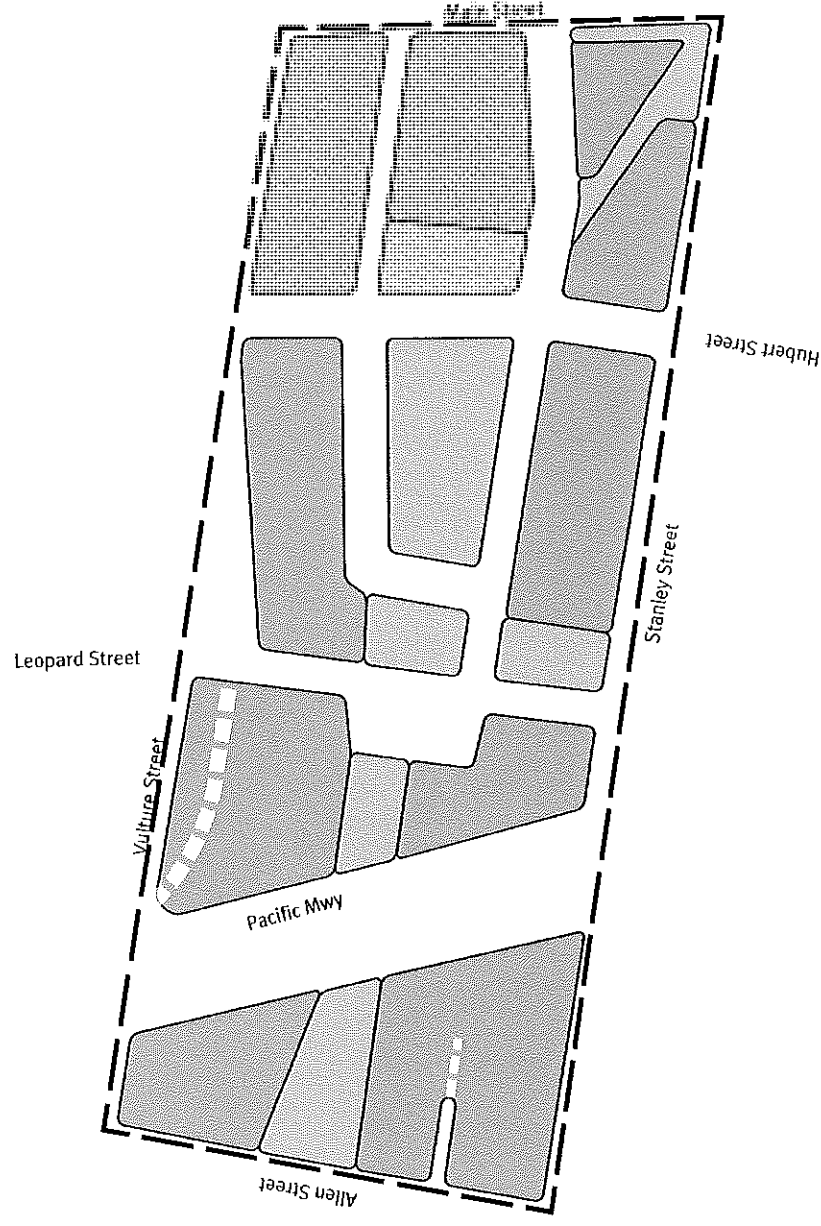 Main Street
Hubert Street
Stanley Street
Leopard Street
Vulture Street
Pacific Mwy
Allen Street